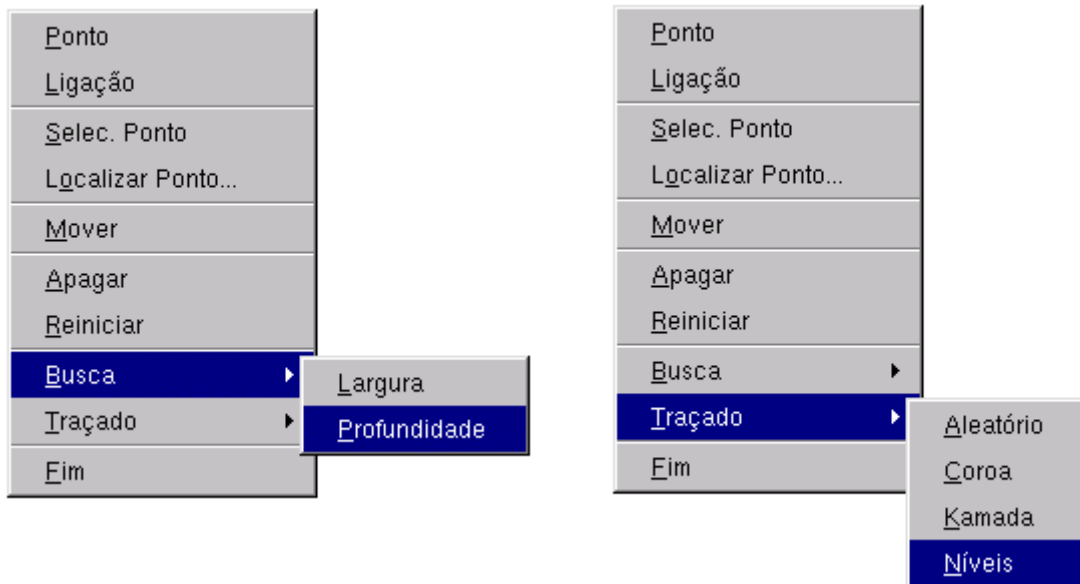 Ponto
Ligação
Selec. Ponto
Localizar Ponto...
Mover
Apagar
Reiniciar
Busca
Traçado
Fim
Largura
Profundidade
Ponto
Ligação
Selec. Ponto
Localizar Ponto...
Mover
Apagar
Reiniciar
Busca
Traçado
Fim
Aleatório
Coroa
Kamada
Níveis